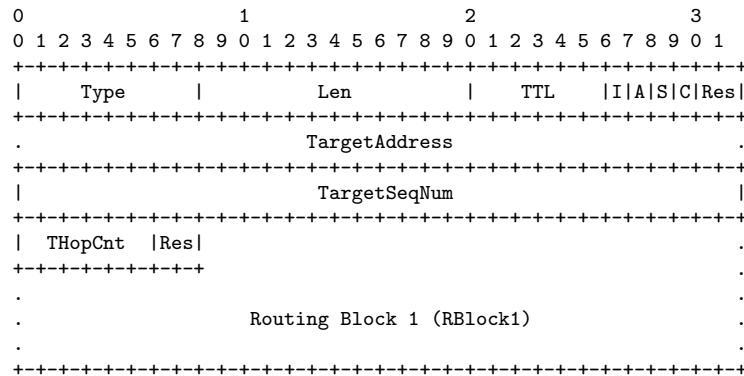 0                   1                   2                   3
0 1 2 3 4 5 6 7 8 9 0 1 2 3 4 5 6 7 8 9 0 1 2 3 4 5 6 7 8 9 0 1
+-+-+-+-+-+-+-+-+-+-+-+-+-+-+-+-+-+-+-+-+-+-+-+-+-+-+-+-+-+-+-+-+
|     Type      |          Len          |    TTL    |I|A|S|C|Res|
+-+-+-+-+-+-+-+-+-+-+-+-+-+-+-+-+-+-+-+-+-+-+-+-+-+-+-+-+-+-+-+-+
.                         TargetAddress                         .
+-+-+-+-+-+-+-+-+-+-+-+-+-+-+-+-+-+-+-+-+-+-+-+-+-+-+-+-+-+-+-+-+
|                          TargetSeqNum                         |
+-+-+-+-+-+-+-+-+-+-+-+-+-+-+-+-+-+-+-+-+-+-+-+-+-+-+-+-+-+-+-+-+
|  THopCnt  |Res|                                               .
+-+-+-+-+-+-+-+-+                                               .
.                                                               .
.                    Routing Block 1 (RBlock1)                  .
.                                                               .
+-+-+-+-+-+-+-+-+-+-+-+-+-+-+-+-+-+-+-+-+-+-+-+-+-+-+-+-+-+-+-+-+